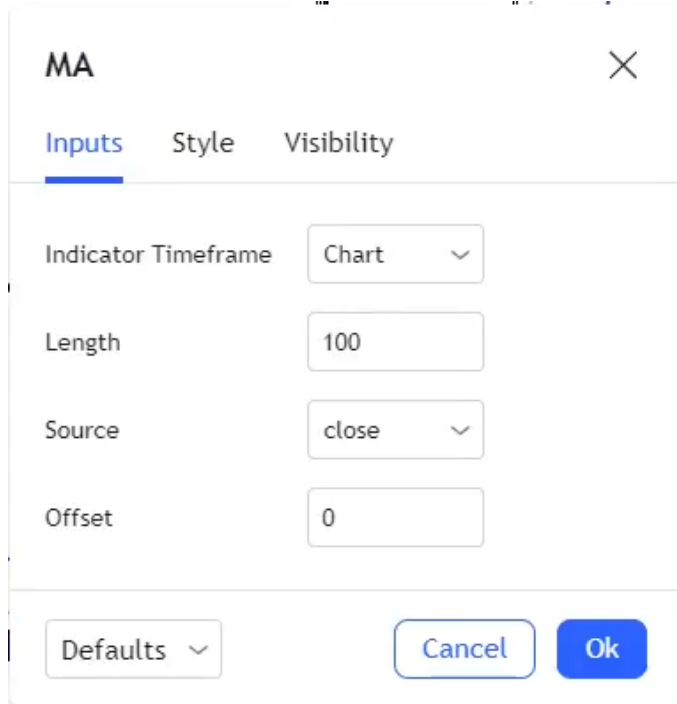 MA
Inputs Style Visibility
Indicator Timeframe Chart
Length 100
Source close
Offset 0
Defaults Cancel Ok